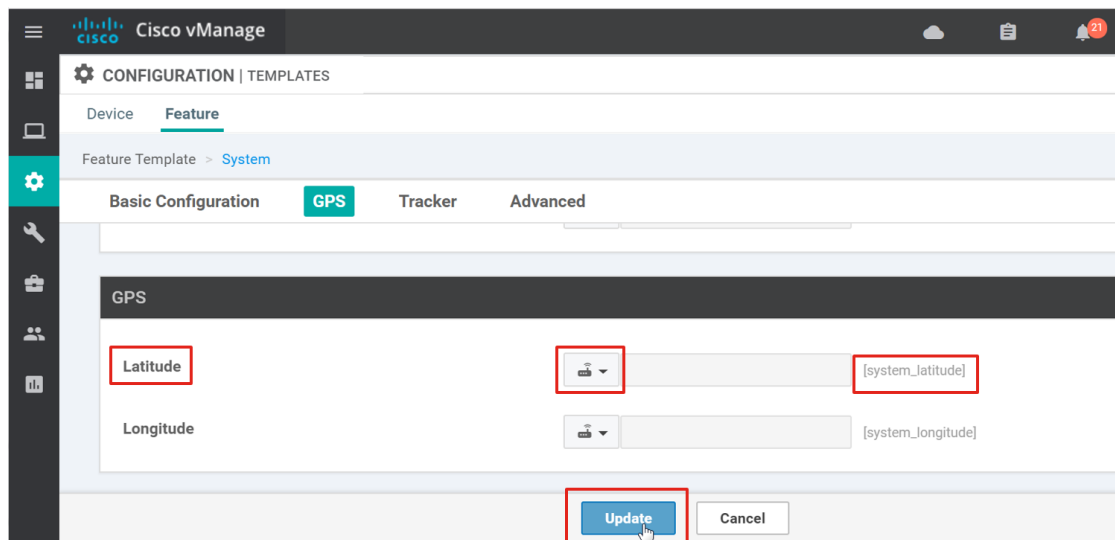 cisco Cisco vManage 21
CONFIGURATION | TEMPLATES
Device Feature
Feature Template > System
Basic Configuration GPS Tracker Advanced
GPS
Latitude [system_latitude]
Longitude [system_longitude]
Update Cancel